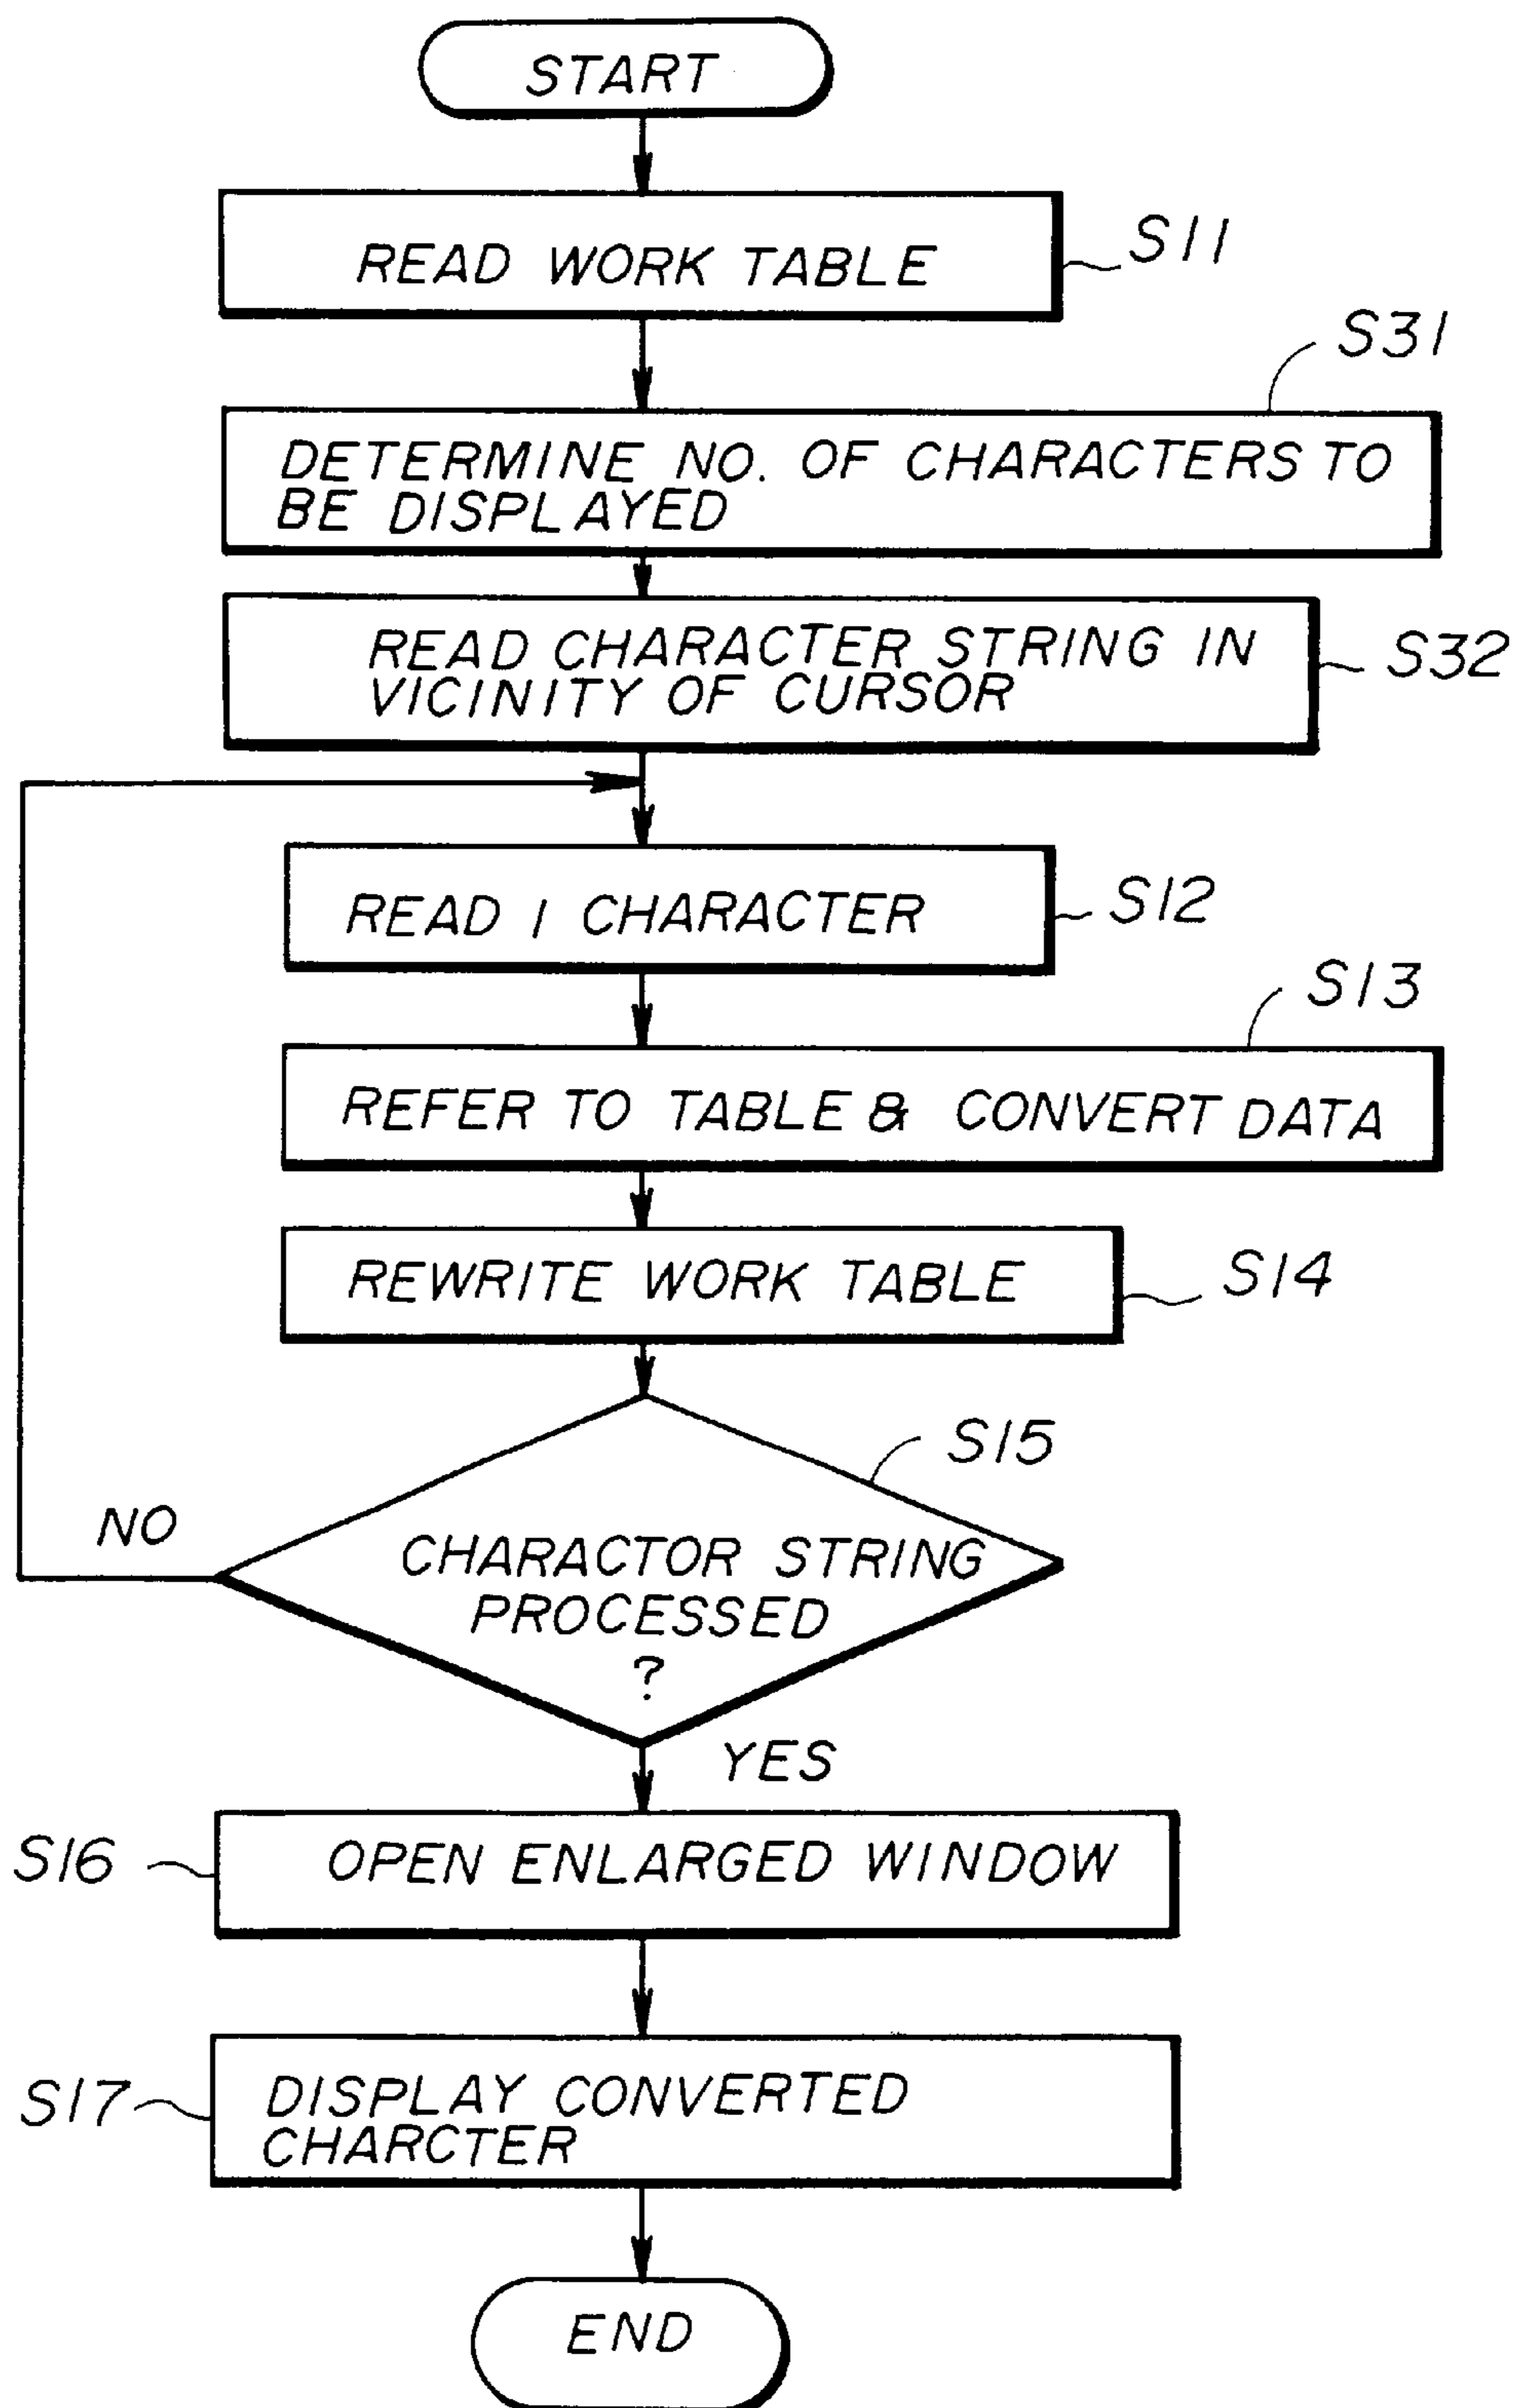 START
READ WORK TABLE
S11
S31
DETERMINE NO. OF CHARACTERS TO
BE DISPLAYED
READ CHARACTER STRING IN
VICINITY OF CURSOR
S32
READ 1 CHARACTER
S12
S13
REFER TO TABLE & CONVERT DATA
REWRITE WORK TABLE
S14
S15
NO
CHARACTOR STRING
PROCESSED
?
YES
S16
OPEN ENLARGED WINDOW
S17
DISPLAY CONVERTED
CHARCTER
END